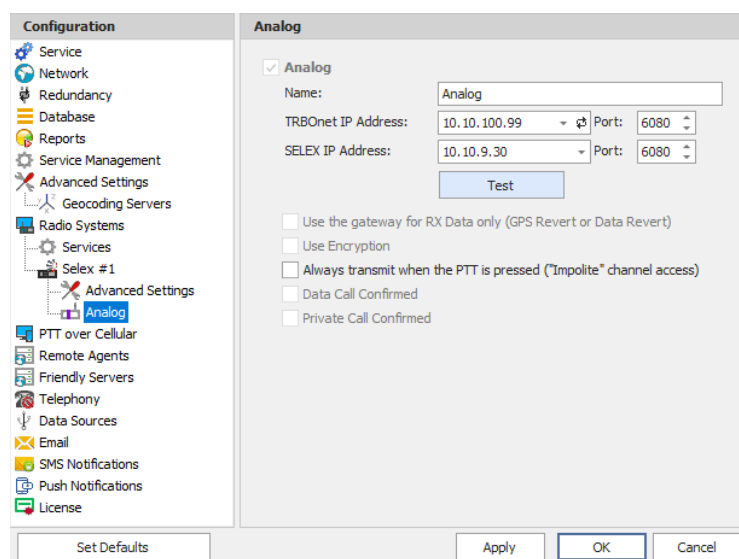 Configuration
Service
Network
Redundancy
Database
Reports
Service Management
Advanced Settings
Geocoding Servers
Radio Systems
Services
Selex #1
Advanced Settings
Analog
PTT over Cellular
Remote Agents
Friendly Servers
Telephony
Data Sources
Email
SMS Notifications
Push Notifications
License
Set Defaults
Analog
Analog
Name: Analog
TRBOnet IP Address: 10.10.100.99 Port: 6080
SELEX IP Address: 10.10.9.30 Port: 6080
Test
Use the gateway for RX Data only (GPS Revert or Data Revert)
Use Encryption
Always transmit when the PTT is pressed ("Impolite" channel access)
Data Call Confirmed
Private Call Confirmed
Apply OK Cancel